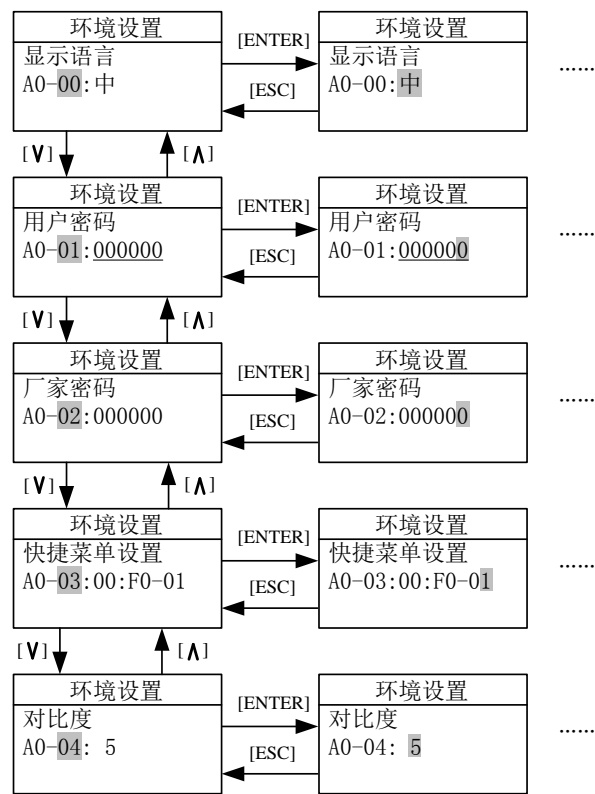 环境设置
显示语言
A0-00:中
[ENTER]
[ESC]
环境设置
显示语言
A0-00:中
......
[∨]
[∧]
环境设置
用户密码
A0-01:000000
[ENTER]
[ESC]
环境设置
用户密码
A0-01:000000
......
[∨]
[∧]
环境设置
厂家密码
A0-02:000000
[ENTER]
[ESC]
环境设置
厂家密码
A0-02:000000
......
[∨]
[∧]
环境设置
快捷菜单设置
A0-03:00:F0-01
[ENTER]
[ESC]
环境设置
快捷菜单设置
A0-03:00:F0-01
......
[∨]
[∧]
环境设置
对比度
A0-04: 5
[ENTER]
[ESC]
环境设置
对比度
A0-04: 5
......